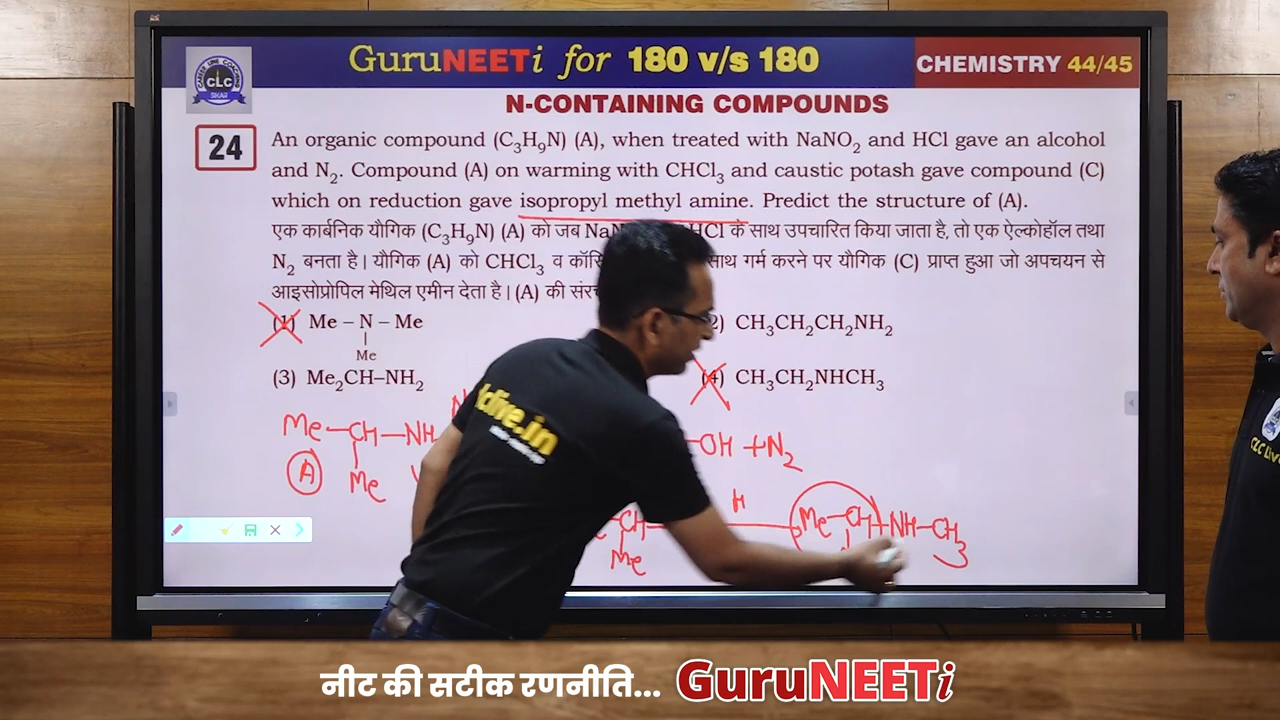 GuruNEETi for 180 v/s 180
CHEMISTRY 44/45
CLC
SIKAR
N-CONTAINING COMPOUNDS
24
An organic compound (C₃H₉N) (A), when treated with NaNO₂ and HCl gave an alcohol
and N₂. Compound (A) on warming with CHCl₃ and caustic potash gave compound (C)
which on reduction gave isopropyl methyl amine. Predict the structure of (A).
एक कार्बनिक यौगिक (C₃H₉N) (A) को जब HCl के साथ उपचारित किया जाता है, तो एक ऐल्कोहॉल तथा
N₂ बनता है। यौगिक (A) को CHCl₃ व साथ गर्म करने पर यौगिक (C) प्राप्त हुआ जो अपचयन से
आइसोप्रोपिल मेथिल एमीन देता है। (A) की
(1) Me – N – Me
|
Me
2) CH₃CH₂CH₂NH₂
(3) Me₂CH–NH₂
(4) CH₃CH₂NHCH₃
Me–CH–NH
A
Me
–OH + N₂
CH
Me
H
Me–CH–NH–CH₃
clive.in
नीट की सटीक रणनीति... GuruNEETi